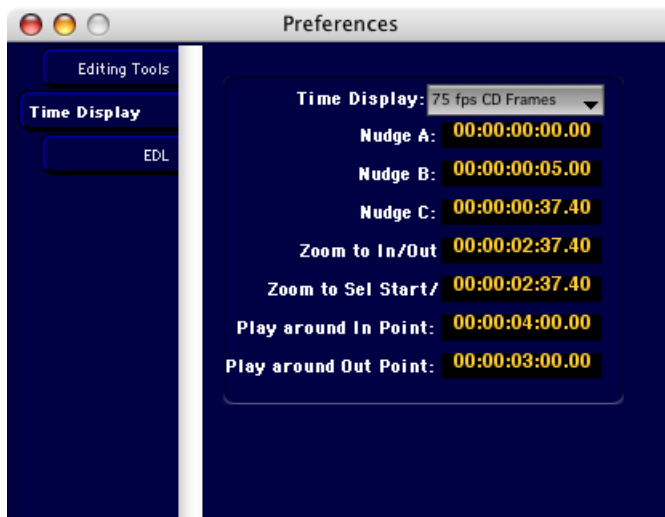 Preferences
Editing Tools
Time Display
EDL
Time Display: 75 fps CD Frames
Nudge A: 00:00:00:00.00
Nudge B: 00:00:00:05.00
Nudge C: 00:00:00:37.40
Zoom to In/Out 00:00:02:37.40
Zoom to Sel Start/ 00:00:02:37.40
Play around In Point: 00:00:04:00.00
Play around Out Point: 00:00:03:00.00